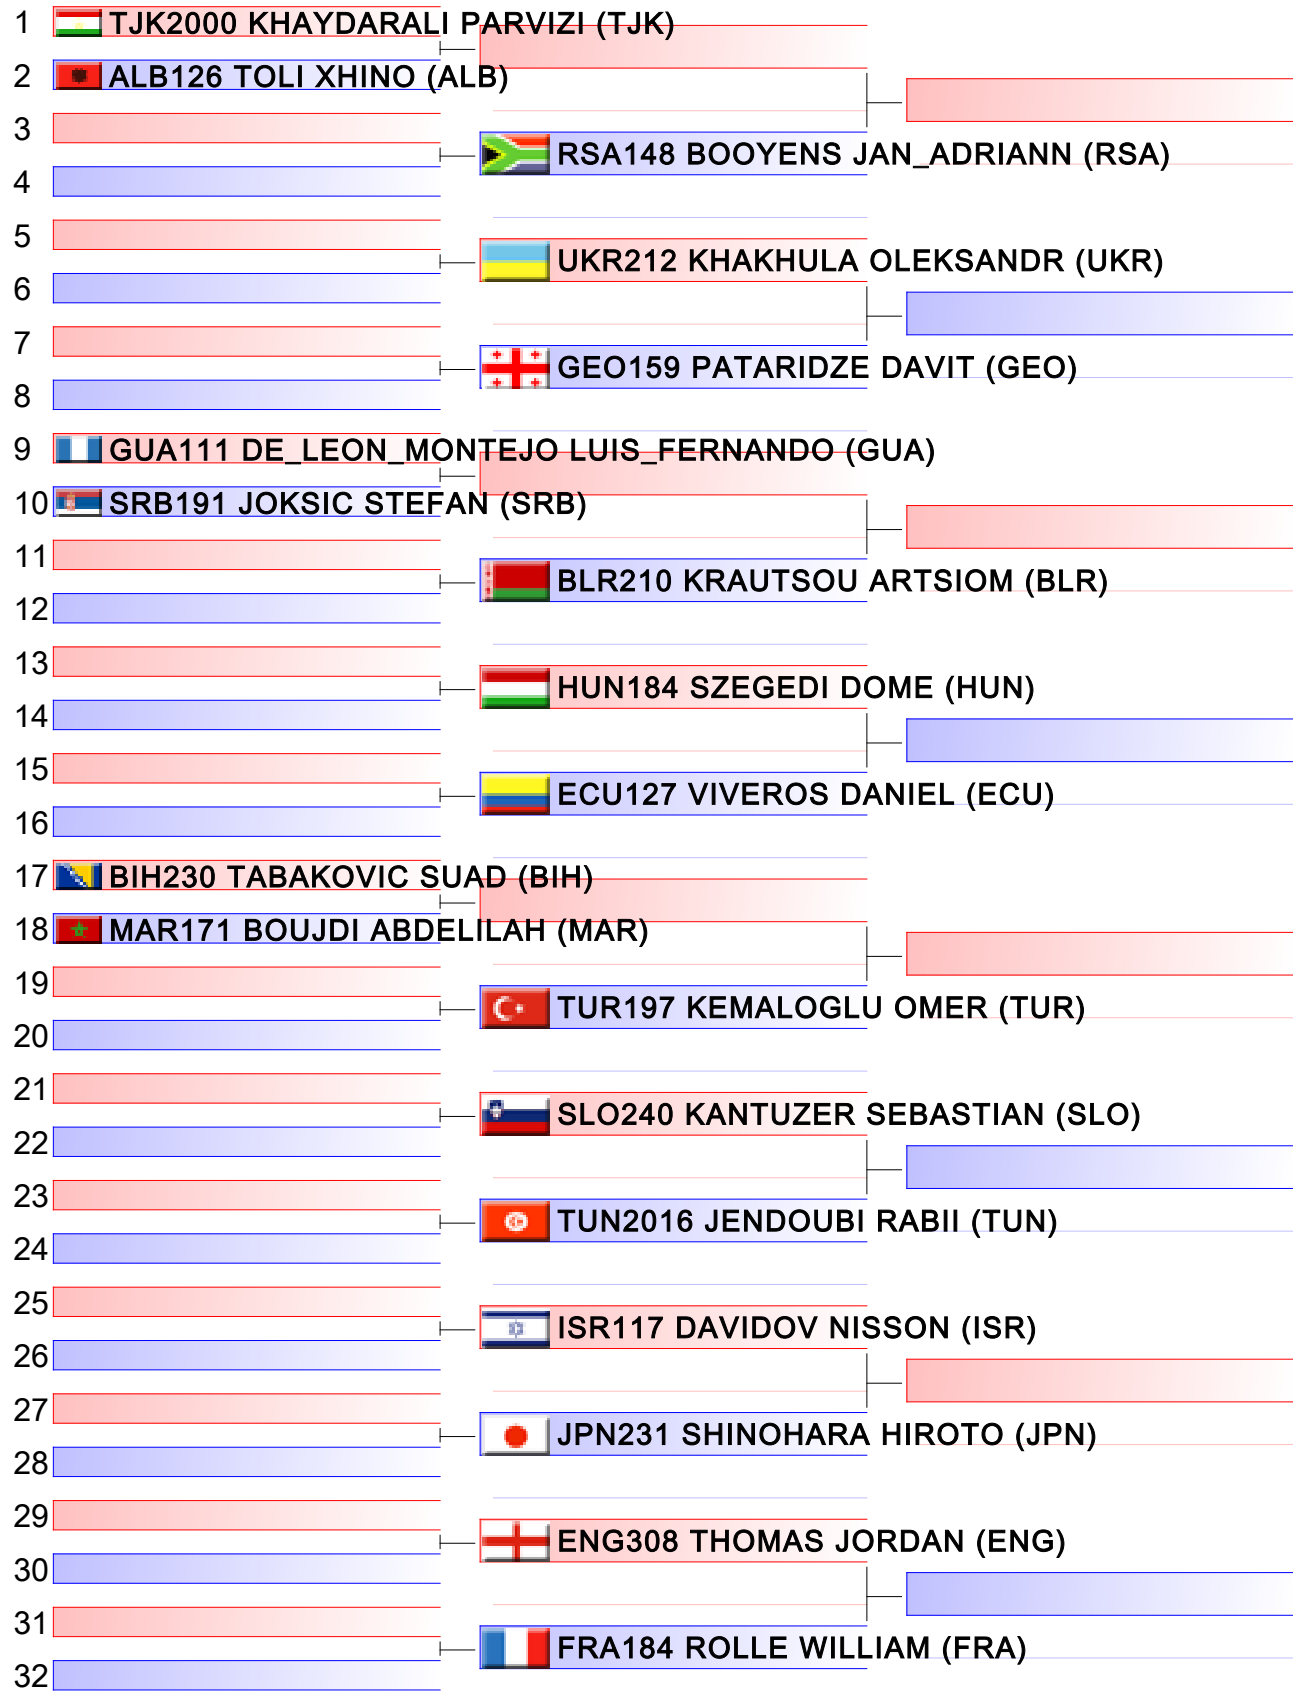 1 TJK2000 KHAYDARALI PARVIZI (TJK)
2 ALB126 TOLI XHINO (ALB)
3
RSA148 BOOYENS JAN_ADRIANN (RSA)
4
5
UKR212 KHAKHULA OLEKSANDR (UKR)
6
7
GEO159 PATARIDZE DAVIT (GEO)
8
9 GUA111 DE_LEON_MONTEJO LUIS_FERNANDO (GUA)
10 SRB191 JOKSIC STEFAN (SRB)
11
BLR210 KRAUTSOU ARTSIOM (BLR)
12
13
HUN184 SZEGEDI DOME (HUN)
14
15
ECU127 VIVEROS DANIEL (ECU)
16
17 BIH230 TABAKOVIC SUAD (BIH)
18 MAR171 BOUJDI ABDELILAH (MAR)
19
TUR197 KEMALOGLU OMER (TUR)
20
21
SLO240 KANTUZER SEBASTIAN (SLO)
22
23
TUN2016 JENDOUBI RABII (TUN)
24
25
ISR117 DAVIDOV NISSON (ISR)
26
27
JPN231 SHINOHARA HIROTO (JPN)
28
29
ENG308 THOMAS JORDAN (ENG)
30
31
FRA184 ROLLE WILLIAM (FRA)
32